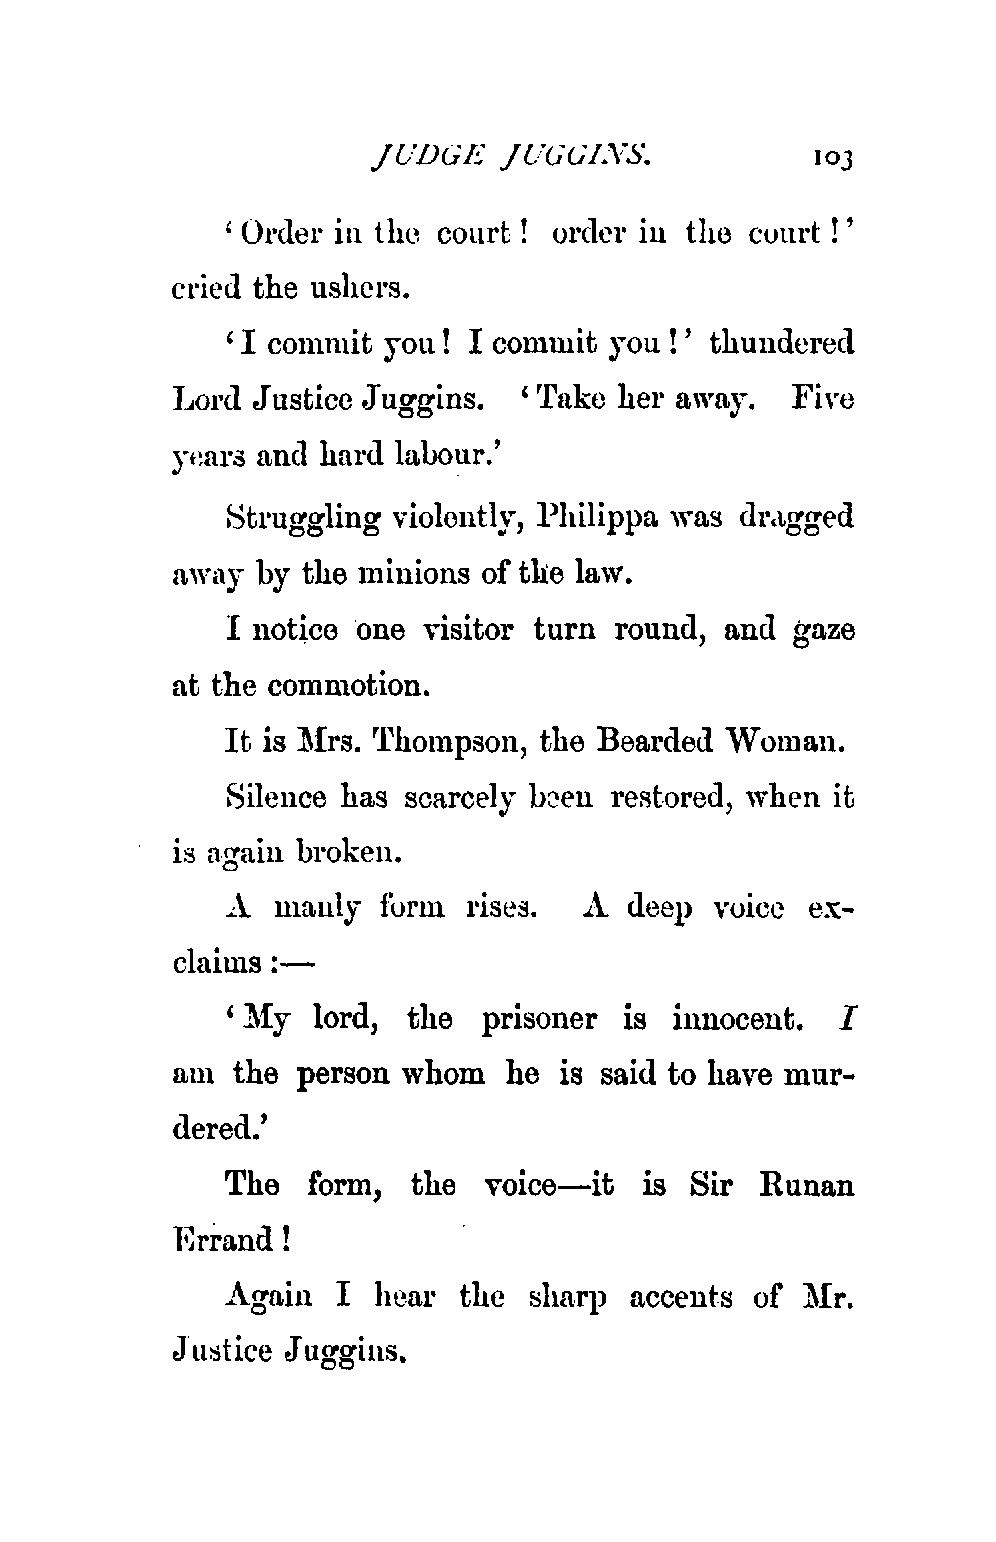 JUDGE JUGGINS. 103
‘Order in the court! order in the court!’
cried the ushers.
‘I commit you! I commit you!’ thundered
Lord Justice Juggins. ‘Take her away. Five
years and hard labour.’
Struggling violently, Philippa was dragged
away by the minions of the law.
I notice one visitor turn round, and gaze
at the commotion.
It is Mrs. Thompson, the Bearded Woman.
Silence has scarcely been restored, when it
is again broken.
A manly form rises. A deep voice ex-
claims:—
‘My lord, the prisoner is innocent. I
am the person whom he is said to have mur-
dered.’
The form, the voice—it is Sir Runan
Errand!
Again I hear the sharp accents of Mr.
Justice Juggins.